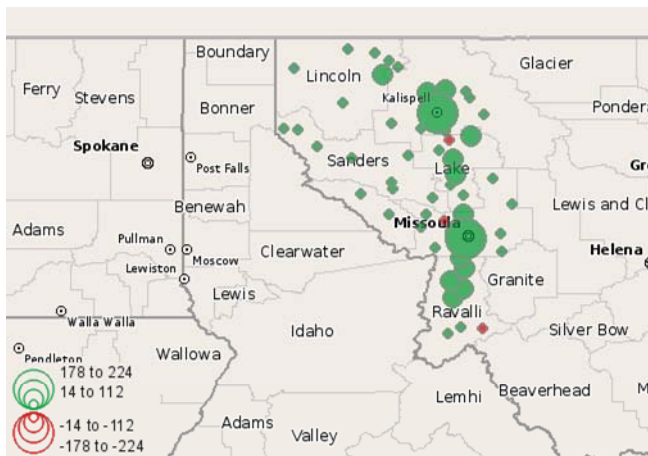 Boundary
Glacier
Lincoln
Ferry
Stevens
Bonner
Kalispell
Pondera
Spokane
Post Falls
Sanders
Lake
Gre
Benewah
Lewis and Cl
Adams
Missoula
Pullman
Moscow
Clearwater
Helena
Lewiston
Lewis
Granite
Walla Walla
Idaho
Ravalli
Silver Bow
Pendleton
Wallowa
178 to 224
14 to 112
Lemhi
Beaverhead
M
-14 to -112
-178 to -224
Adams
Valley